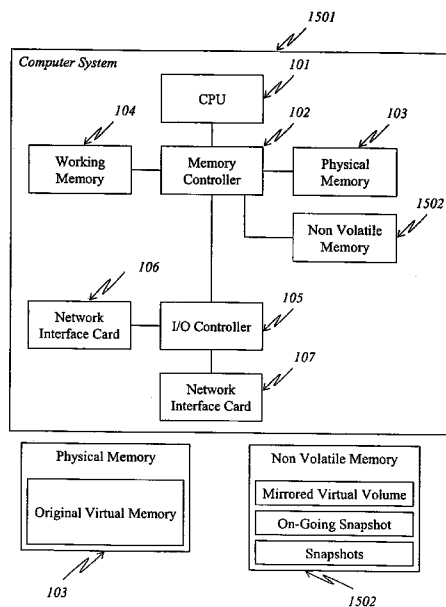 1501
Computer System
101
CPU
104
102
103
Working
Memory
Memory
Controller
Physical
Memory
1502
Non Volatile
Memory
106
105
Network
Interface Card
I/O Controller
107
Network
Interface Card
Physical Memory
Original Virtual Memory
103
Non Volatile Memory
Mirrored Virtual Volume
On-Going Snapshot
Snapshots
1502